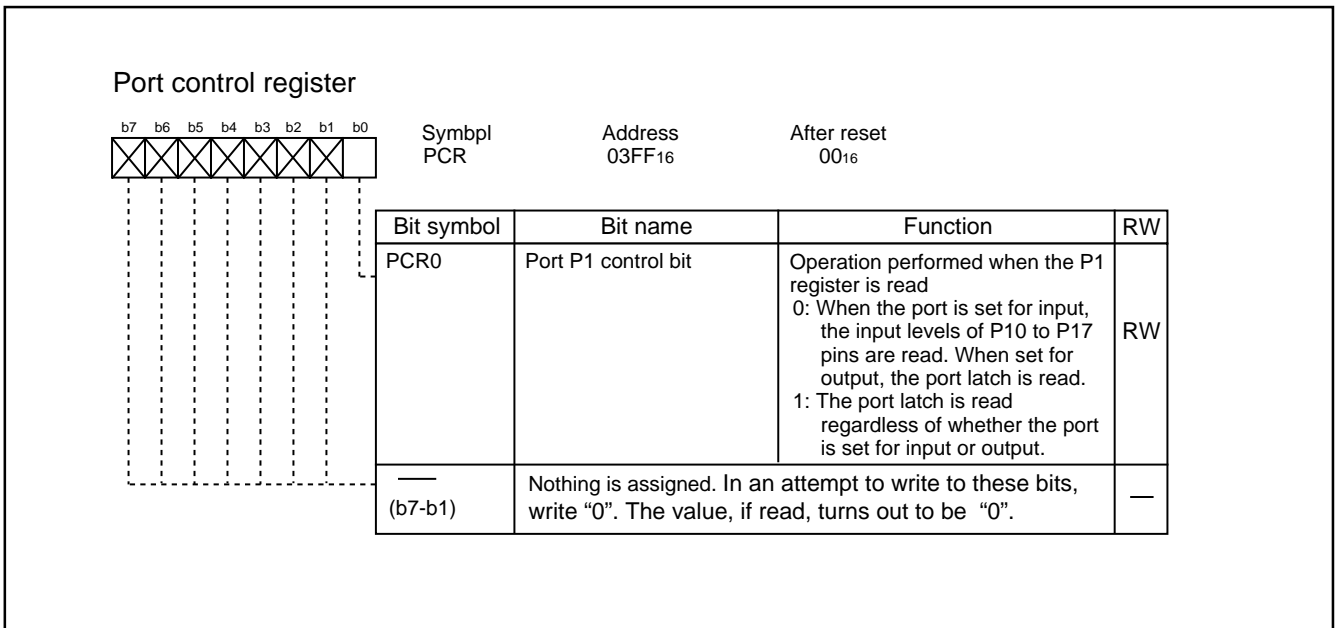 Port control register
b7 b6 b5 b4 b3 b2 b1 b0
Symbpl Address After reset
PCR 03FF16 0016
Bit symbol Bit name Function RW
PCR0 Port P1 control bit Operation performed when the P1
register is read
0: When the port is set for input,
the input levels of P10 to P17
pins are read. When set for
output, the port latch is read.
1: The port latch is read
regardless of whether the port
is set for input or output.
RW
—
(b7-b1)
Nothing is assigned. In an attempt to write to these bits,
write “0”. The value, if read, turns out to be “0”.
—